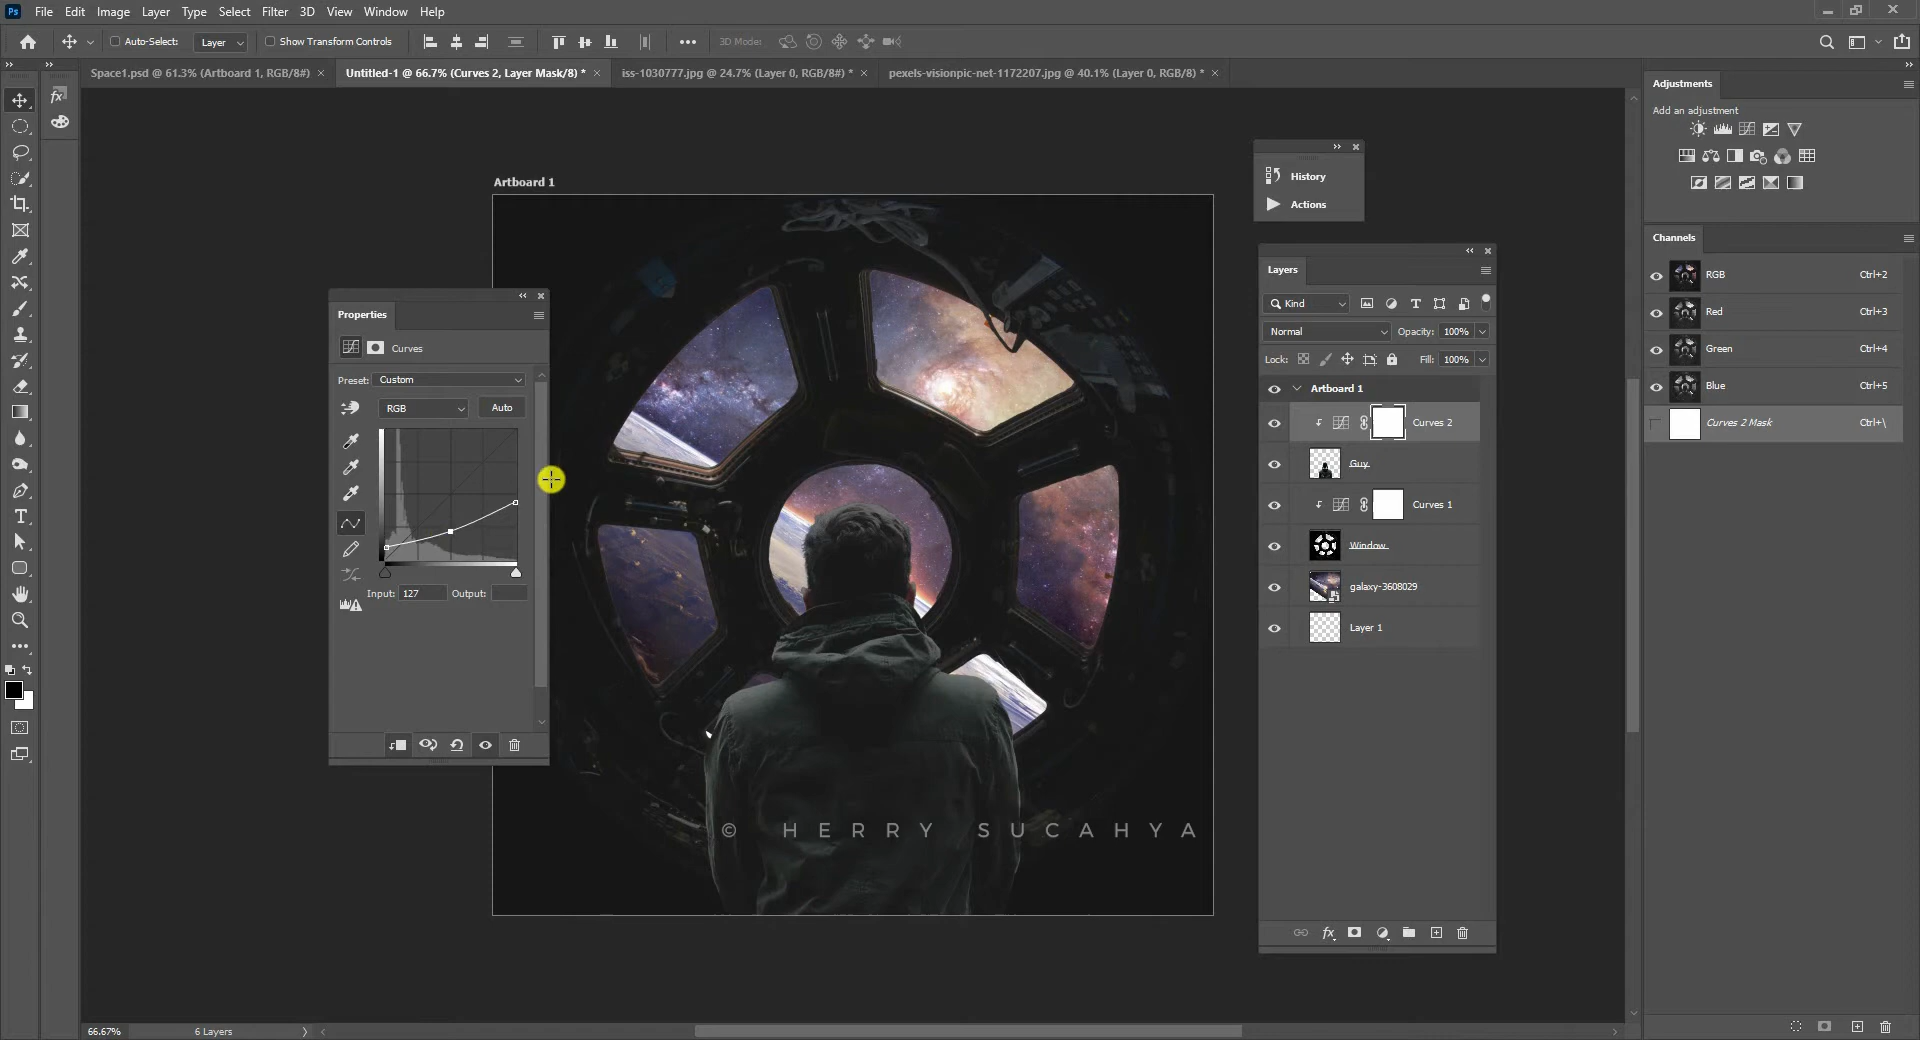 Ps File Edit Image Layer Type Select Filter 3D View Window Help
Auto-Select: Layer Show Transform Controls 3D Mode:
Space1.psd @ 61.3% (Artboard 1, RGB/8#) × Untitled-1 @ 66.7% (Curves 2, Layer Mask/8) * × iss-1030777.jpg @ 24.7% (Layer 0, RGB/8#) * × pexels-visionpic-net-1172207.jpg @ 40.1% (Layer 0, RGB/8) * ×
Artboard 1
Properties
Curves
Preset: Custom
RGB Auto
Input: 127 Output:
© HERRY SUCAHYA
History
Actions
Layers
Kind
Normal Opacity: 100%
Lock: Fill: 100%
Artboard 1
Curves 2
Guy
Curves 1
Window
galaxy-3608029
Layer 1
fx
Adjustments
Add an adjustment
Channels
RGB Ctrl+2
Red Ctrl+3
Green Ctrl+4
Blue Ctrl+5
Curves 2 Mask Ctrl+\
66.67% 6 Layers